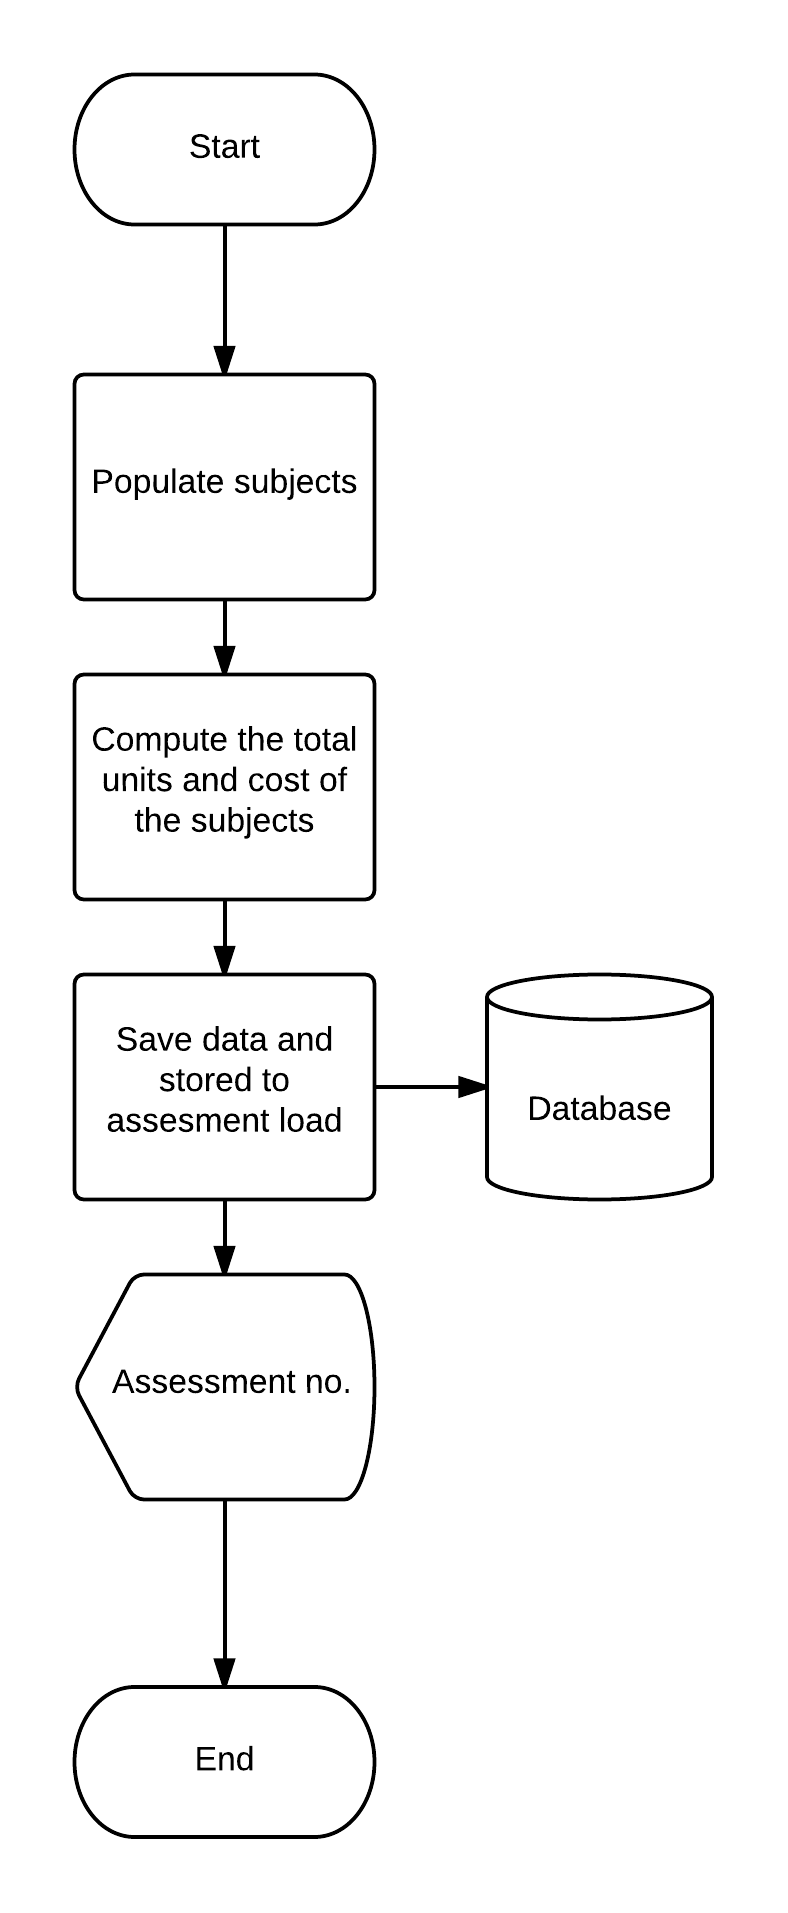 Start
Populate subjects
Compute the total
units and cost of
the subjects
Save data and
stored to
assesment load
Database
Assessment no.
End